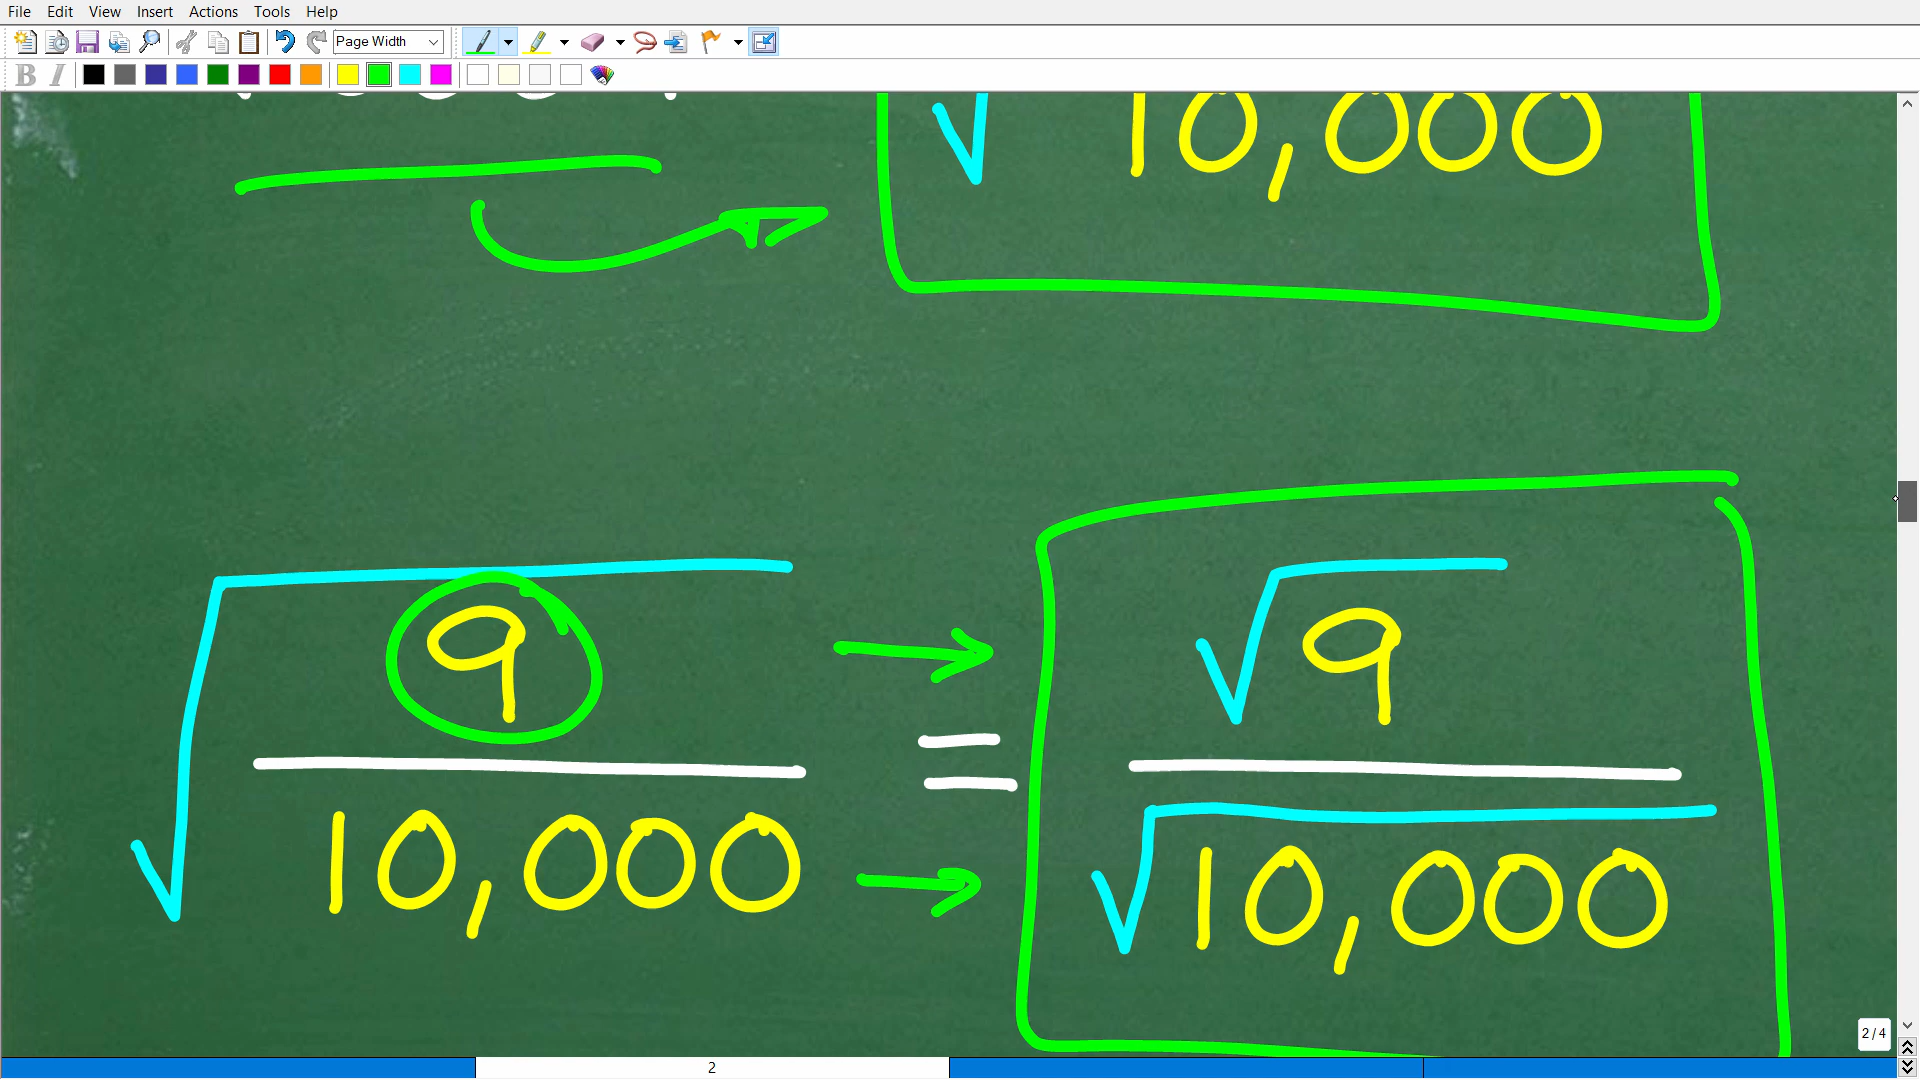 File Edit View Insert Actions Tools Help
Page Width
B I
√ 10,000
√9/10,000 = √9/√10,000
2 / 4
2